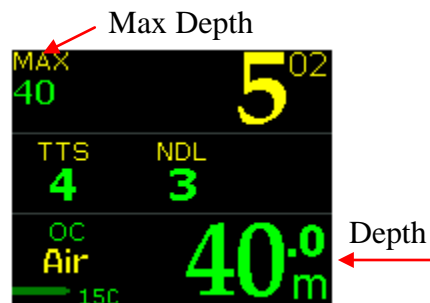 Max Depth
MAX 5 02
40
TTS NDL
4 3
OC
Air
40.0 m
Depth
15C